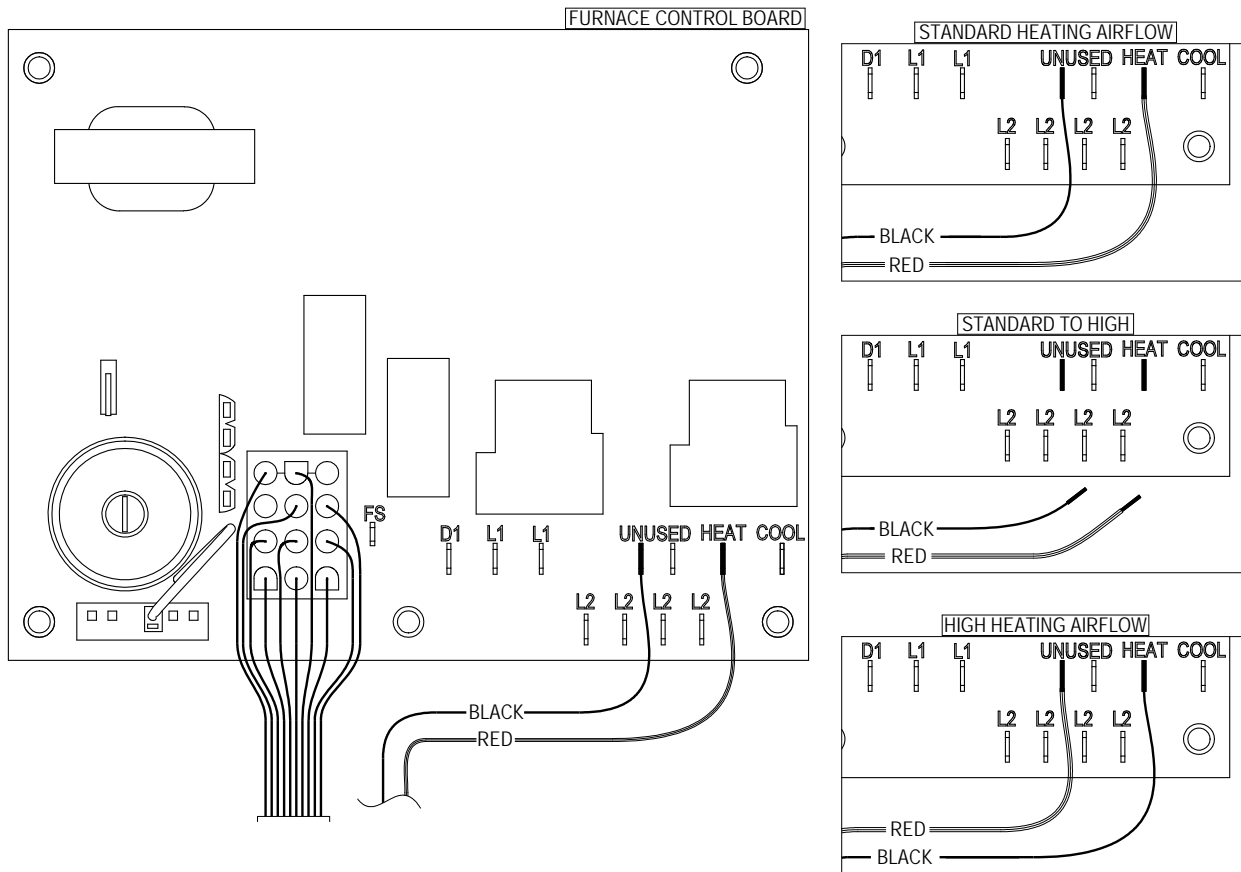 FURNACE CONTROL BOARD
FS
D1 L1 L1 UNUSED HEAT COOL
L2 L2 L2 L2
BLACK
RED
STANDARD HEATING AIRFLOW
D1 L1 L1 UNUSED HEAT COOL
L2 L2 L2 L2
BLACK
RED
STANDARD TO HIGH
D1 L1 L1 UNUSED HEAT COOL
L2 L2 L2 L2
BLACK
RED
HIGH HEATING AIRFLOW
D1 L1 L1 UNUSED HEAT COOL
L2 L2 L2 L2
RED
BLACK